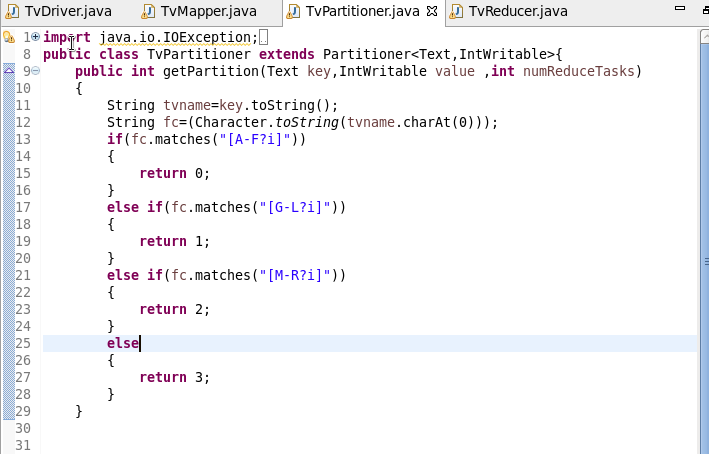 TvDriver.java TvMapper.java TvPartitioner.java TvReducer.java
1 import java.io.IOException;
8 public class TvPartitioner extends Partitioner<Text,IntWritable>{
9 public int getPartition(Text key,IntWritable value ,int numReduceTasks)
10 {
11 String tvname=key.toString();
12 String fc=(Character.toString(tvname.charAt(0)));
13 if(fc.matches("[A-F?i]"))
14 {
15 return 0;
16 }
17 else if(fc.matches("[G-L?i]"))
18 {
19 return 1;
20 }
21 else if(fc.matches("[M-R?i]"))
22 {
23 return 2;
24 }
25 else
26 {
27 return 3;
28 }
29 }
30
31